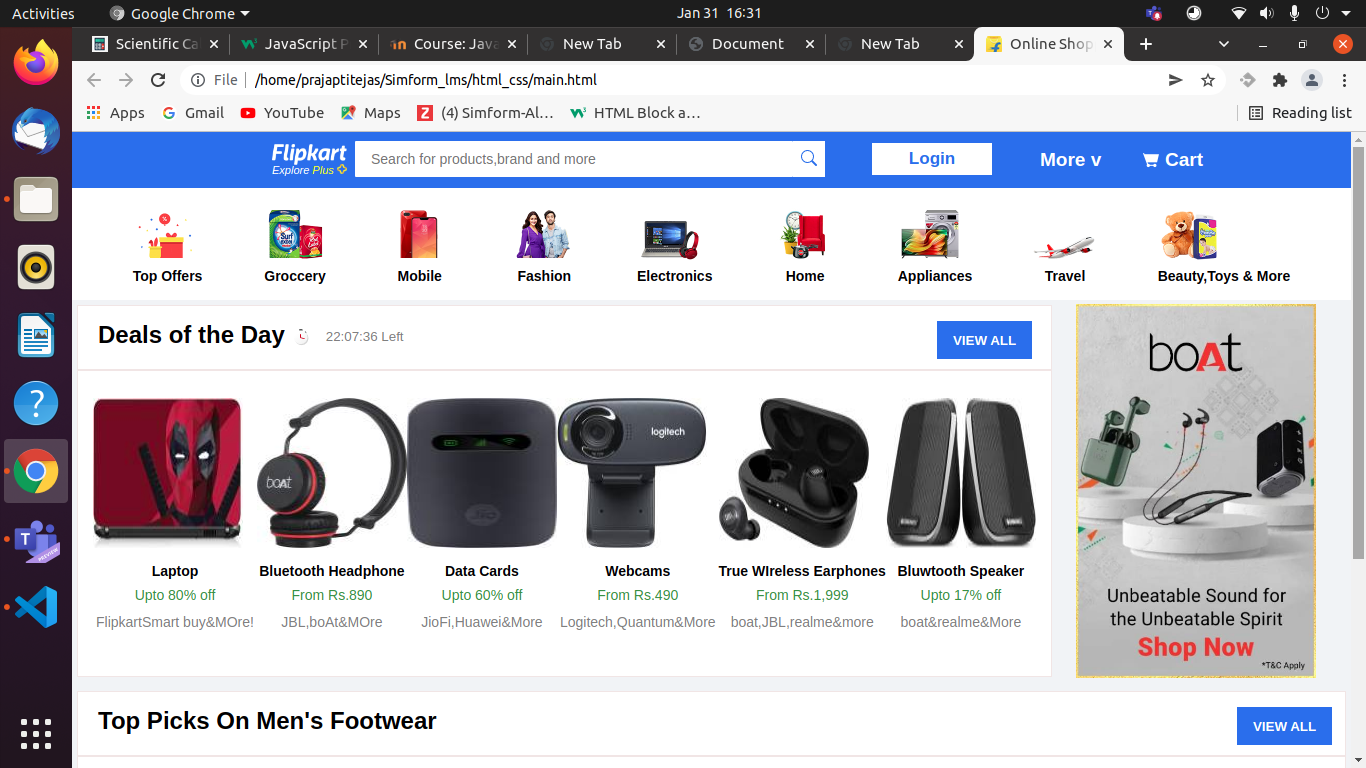 Activities Google Chrome Jan 31 16:31
Scientific Ca JavaScript P Course: Java New Tab Document New Tab Online Shop
File /home/prajaptitejas/Simform_lms/html_css/main.html
Apps Gmail YouTube Maps (4) Simform-Al… HTML Block a… Reading list
Flipkart
Explore Plus
Search for products,brand and more
Login
More v
Cart
Top Offers Groccery Mobile Fashion Electronics Home Appliances Travel Beauty,Toys & More
Deals of the Day 22:07:36 Left VIEW ALL
boAt
logitech
Jio
boAt
Laptop Bluetooth Headphone Data Cards Webcams True WIreless Earphones Bluwtooth Speaker
Upto 80% off From Rs.890 Upto 60% off From Rs.490 From Rs.1,999 Upto 17% off
FlipkartSmart buy&MOre! JBL,boAt&MOre JioFi,Huawei&More Logitech,Quantum&More boat,JBL,realme&more boat&realme&More
Unbeatable Sound for
the Unbeatable Spirit
Shop Now
*T&C Apply
Top Picks On Men's Footwear VIEW ALL